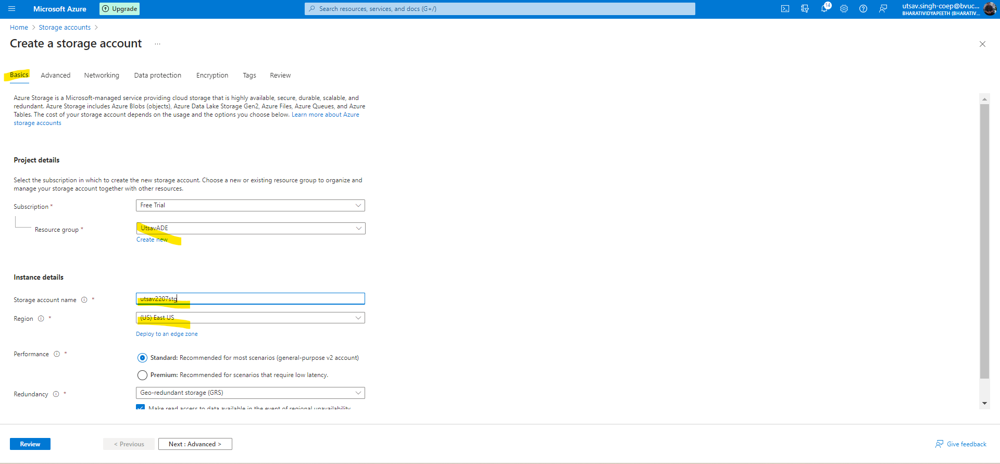 Microsoft Azure
Upgrade
Search resources, services, and docs (G+/)
14
utsav.singh-coep@bvuc...
BHARATIVIDYAPEETH (BHARATIV...
Home > Storage accounts >
Create a storage account ...
Basics Advanced Networking Data protection Encryption Tags Review
Azure Storage is a Microsoft-managed service providing cloud storage that is highly available, secure, durable, scalable, and
redundant. Azure Storage includes Azure Blobs (objects), Azure Data Lake Storage Gen2, Azure Files, Azure Queues, and Azure
Tables. The cost of your storage account depends on the usage and the options you choose below. Learn more about Azure
storage accounts
Project details
Select the subscription in which to create the new storage account. Choose a new or existing resource group to organize and
manage your storage account together with other resources.
Subscription * Free Trial
Resource group * UtsavADE
Create new
Instance details
Storage account name * utsav2207stg
Region * (US) East US
Deploy to an edge zone
Performance * Standard: Recommended for most scenarios (general-purpose v2 account)
Premium: Recommended for scenarios that require low latency.
Redundancy * Geo-redundant storage (GRS)
Make read access to data available in the event of regional unavailability.
Review < Previous Next : Advanced > Give feedback